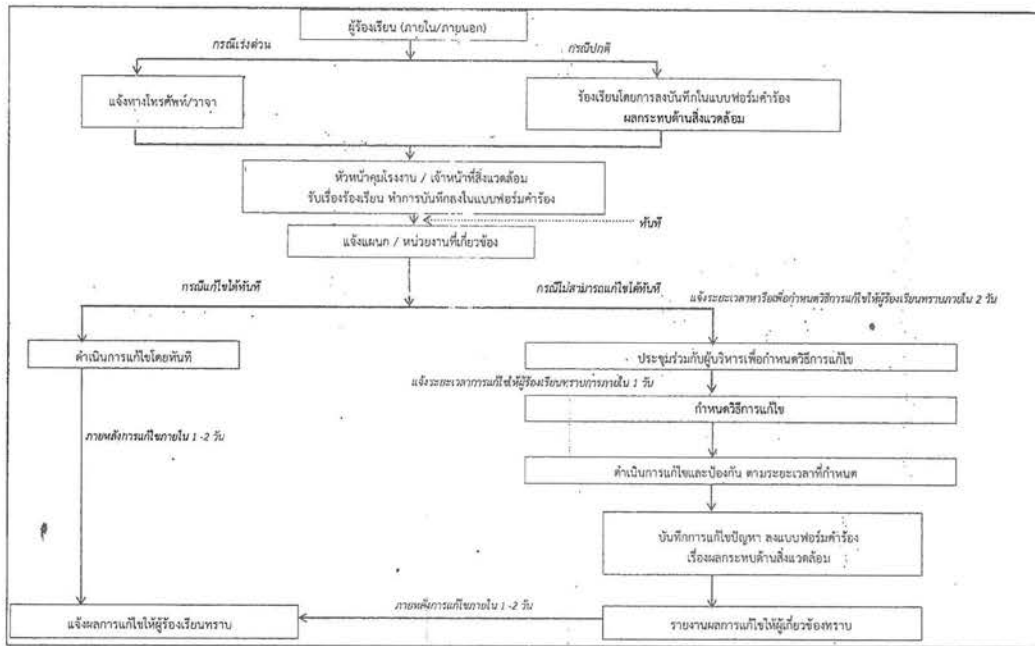 ผู้ร้องเรียน (ภายใน/ภายนอก)
กรณีเร่งด่วน
กรณีปกติ
แจ้งทางโทรศัพท์/วาจา
ร้องเรียนโดยการลงบันทึกในแบบฟอร์มคำร้อง
ผลกระทบด้านสิ่งแวดล้อม
หัวหน้าคุมโรงงาน / เจ้าหน้าที่สิ่งแวดล้อม
รับเรื่องร้องเรียน ทำการบันทึกลงในแบบฟอร์มคำร้อง
ทันที
แจ้งแผนก / หน่วยงานที่เกี่ยวข้อง
กรณีแก้ไขได้ทันที
กรณีไม่สามารถแก้ไขได้ทันที
แจ้งระยะเวลาหารือเพื่อกำหนดวิธีการแก้ไขให้ผู้ร้องเรียนทราบภายใน 2 วัน
ดำเนินการแก้ไขโดยทันที
ประชุมร่วมกับผู้บริหารเพื่อกำหนดวิธีการแก้ไข
แจ้งระยะเวลาการแก้ไขให้ผู้ร้องเรียนทราบการภายใน 1 วัน
กำหนดวิธีการแก้ไข
ภายหลังการแก้ไขภายใน 1 -2 วัน
ดำเนินการแก้ไขและป้องกัน ตามระยะเวลาที่กำหนด
บันทึกการแก้ไขปัญหา ลงแบบฟอร์มคำร้อง
เรื่องผลกระทบด้านสิ่งแวดล้อม
ภายหลังการแก้ไขภายใน 1 -2 วัน
แจ้งผลการแก้ไขให้ผู้ร้องเรียนทราบ
รายงานผลการแก้ไขให้ผู้เกี่ยวข้องทราบ